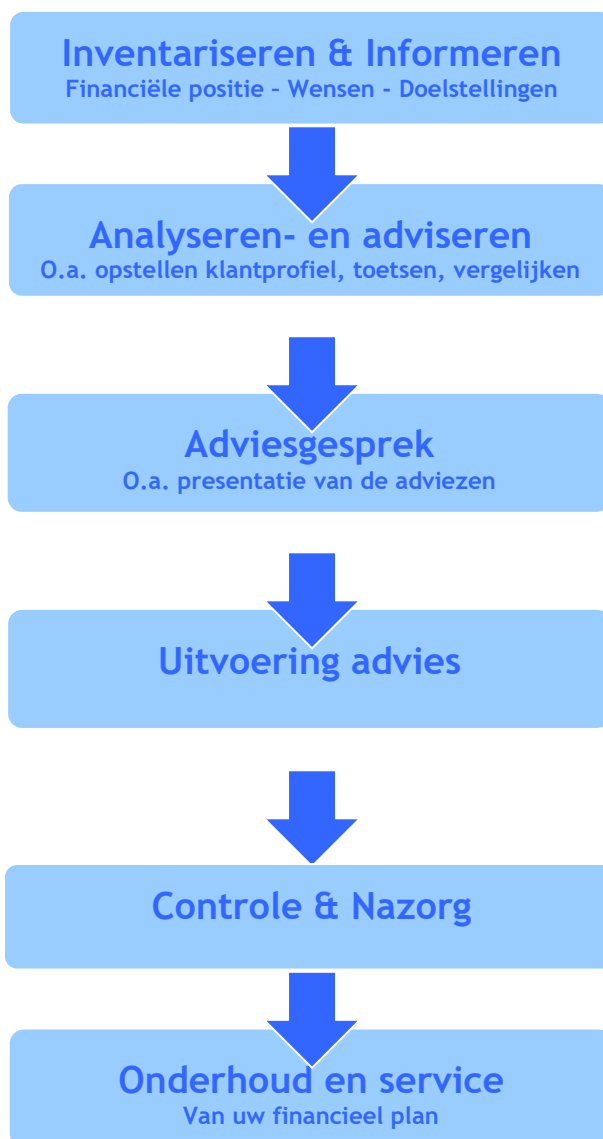 Inventariseren & Informeren
Financiële positie – Wensen - Doelstellingen
Analyseren- en adviseren
O.a. opstellen klantprofiel, toetsen, vergelijken
Adviesgesprek
O.a. presentatie van de adviezen
Uitvoering advies
Controle & Nazorg
Onderhoud en service
Van uw financieel plan